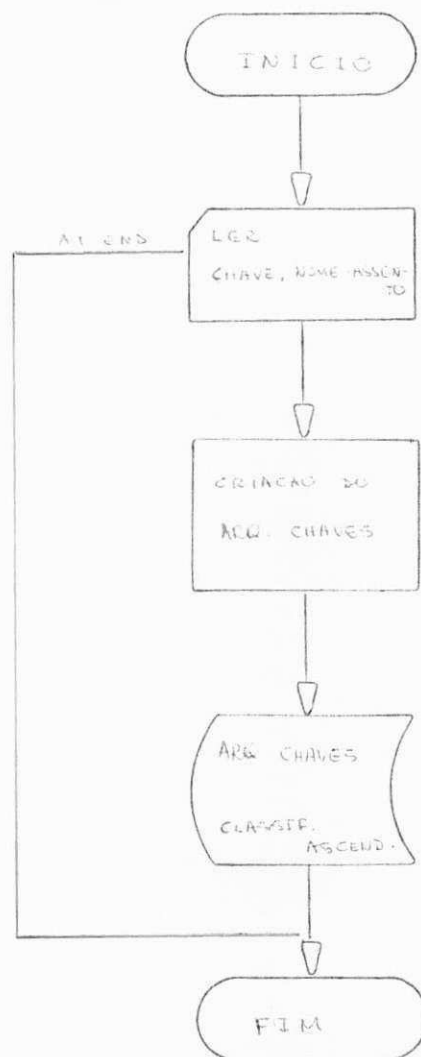 INICIO
AT END
LER
CHAVE, NOME-ASSEN-
TO
CRIACAO DO
ARQ. CHAVES
ARQ CHAVES
CLASSIF.
ASCEND.
FIM